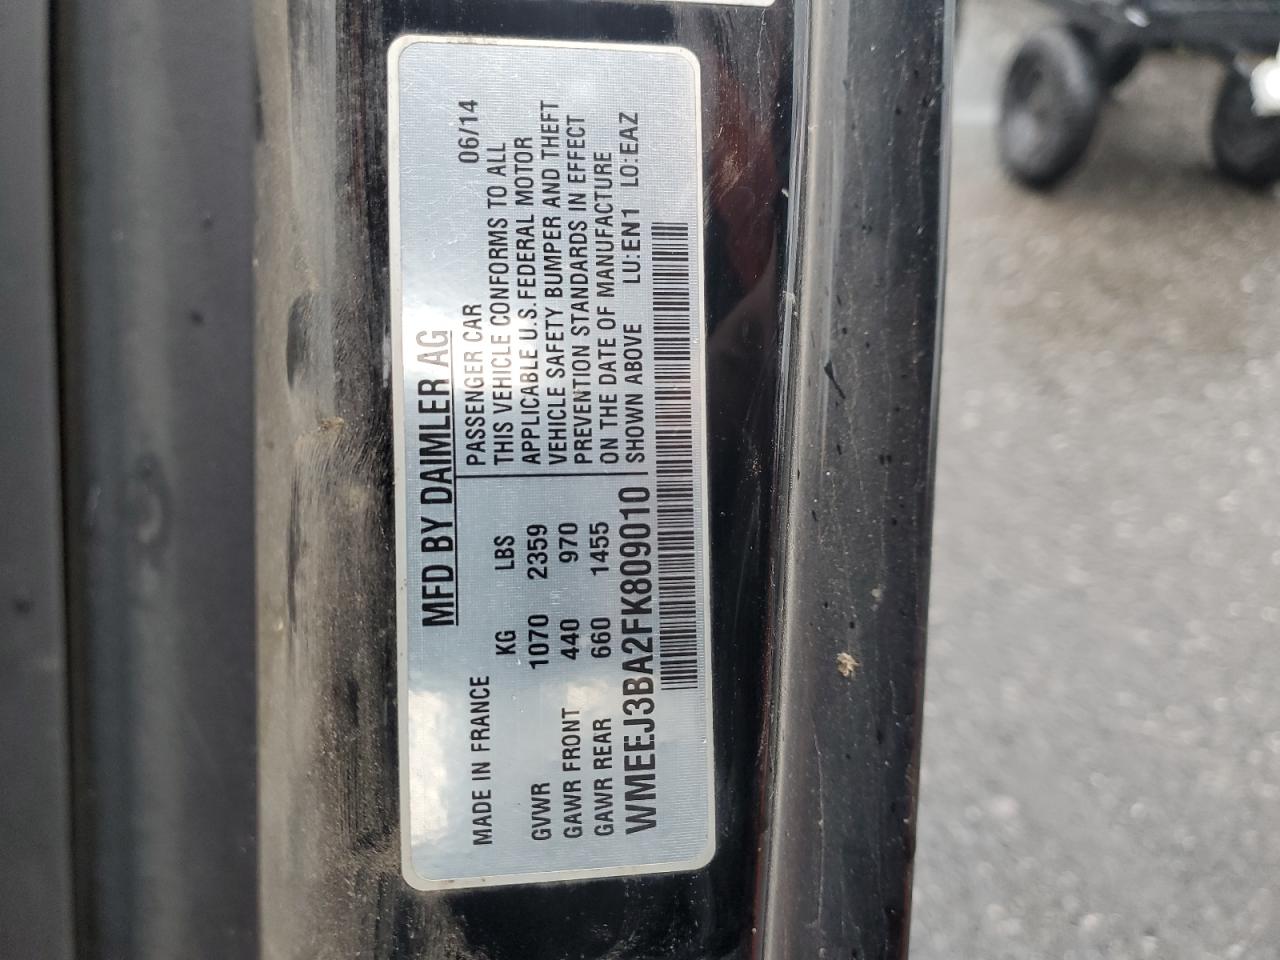 MFD BY DAIMLER AG
MADE IN FRANCE
KG LBS
GVWR 1070 2359
GAWR FRONT 440 970
GAWR REAR 660 1455
PASSENGER CAR 06/14
THIS VEHICLE CONFORMS TO ALL
APPLICABLE U.S.FEDERAL MOTOR
VEHICLE SAFETY BUMPER AND THEFT
PREVENTION STANDARDS IN EFFECT
ON THE DATE OF MANUFACTURE
SHOWN ABOVE LU:EN1 LO:EAZ
WMEEJ3BA2FK809010